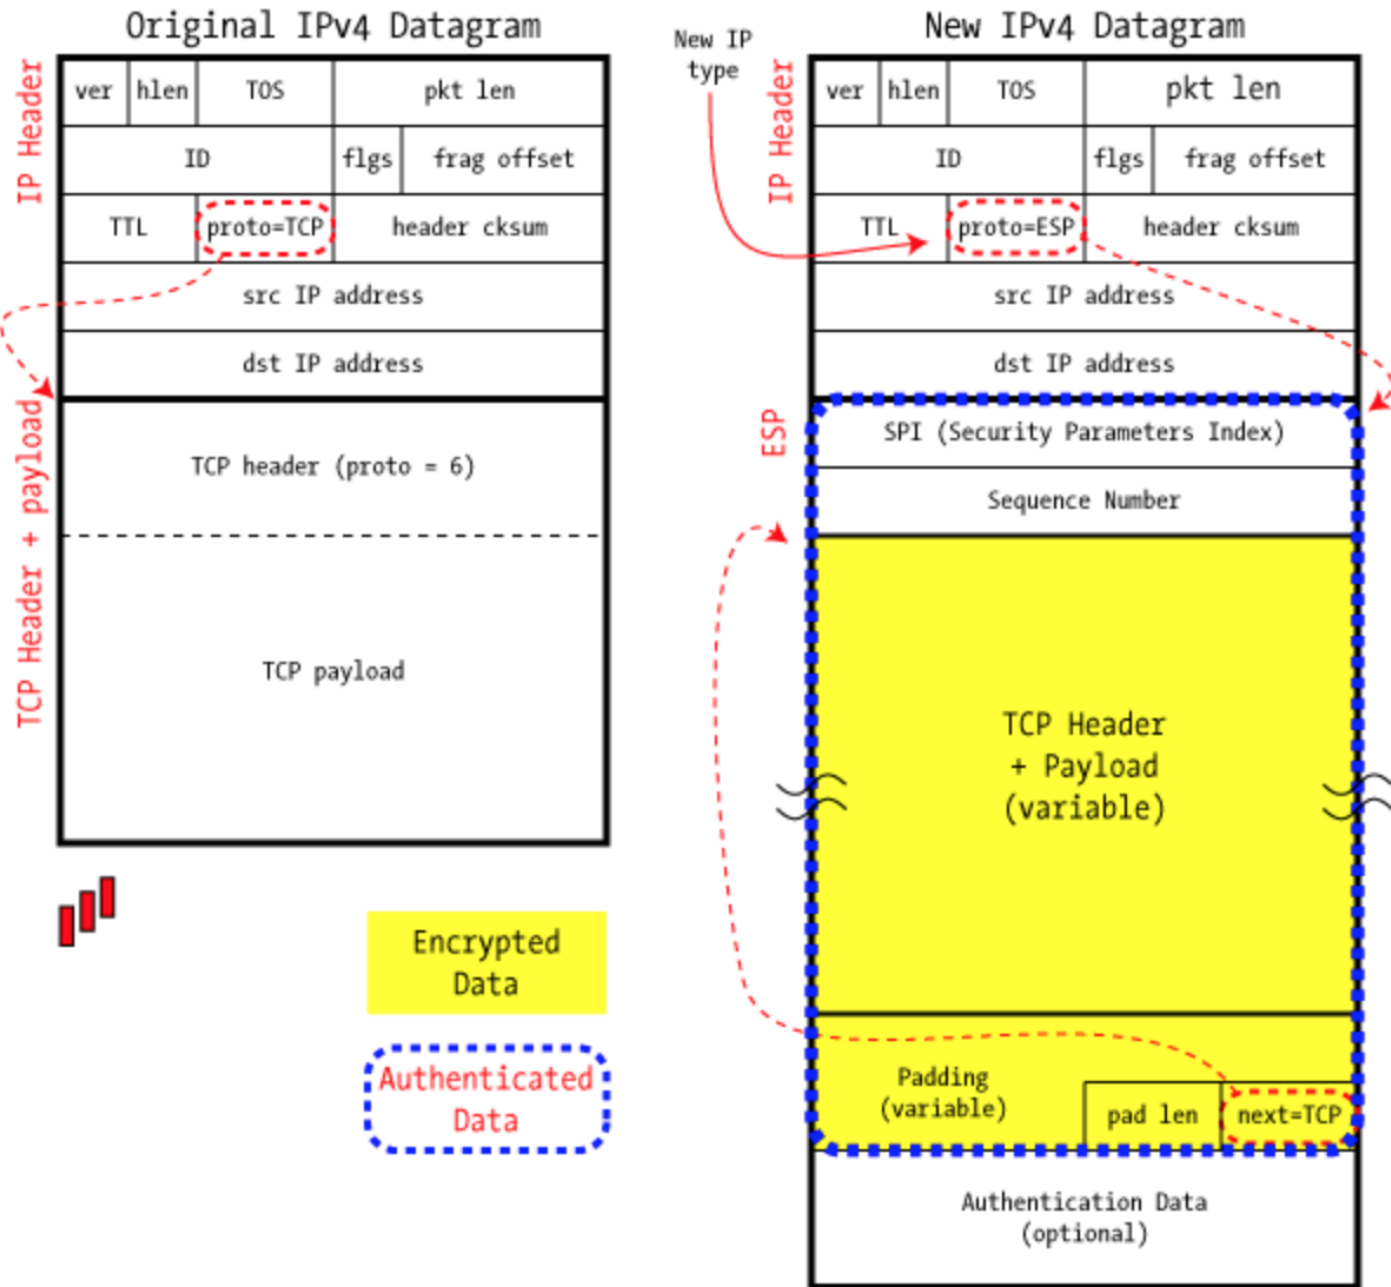 Original IPv4 Datagram
IP Header
ver hlen TOS pkt len
ID flgs frag offset
TTL proto=TCP header cksum
src IP address
dst IP address
TCP Header + payload
TCP header (proto = 6)
TCP payload
Encrypted
Data
Authenticated
Data
New IPv4 Datagram
New IP
type
IP Header
ver hlen TOS pkt len
ID flgs frag offset
TTL proto=ESP header cksum
src IP address
dst IP address
ESP
SPI (Security Parameters Index)
Sequence Number
TCP Header
+ Payload
(variable)
Padding
(variable)
pad len next=TCP
Authentication Data
(optional)